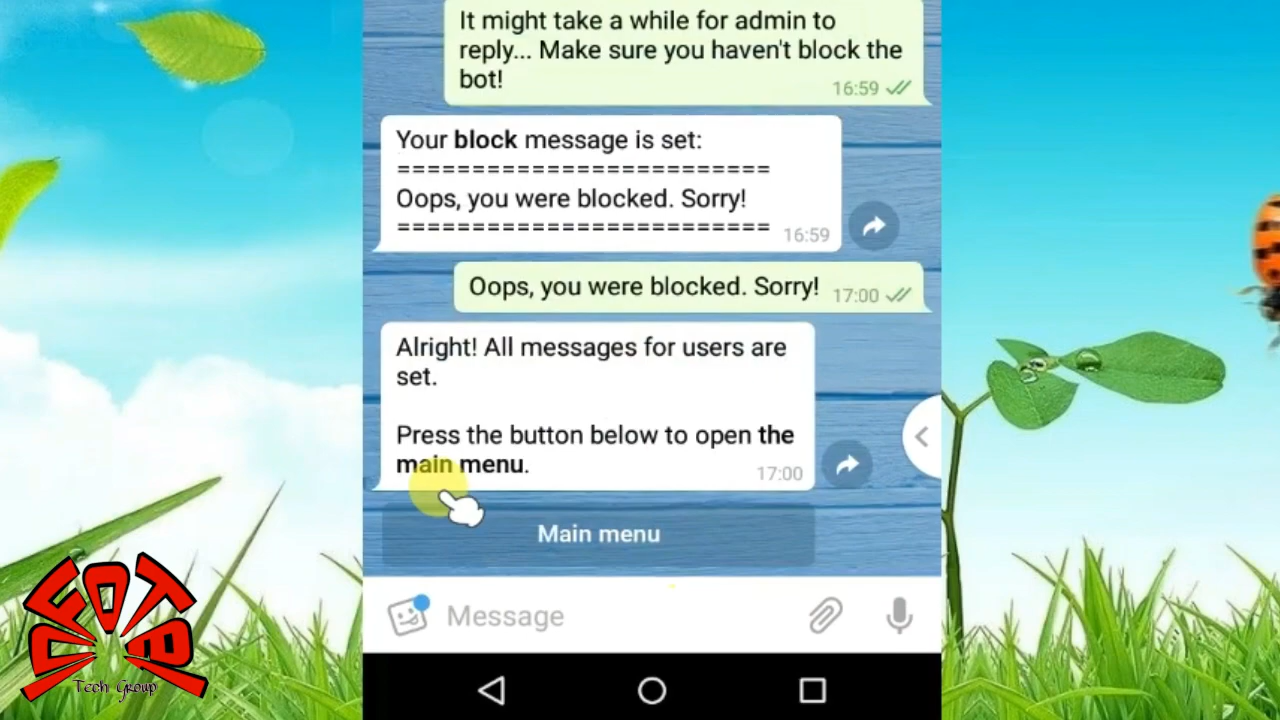 It might take a while for admin to
reply... Make sure you haven't block the
bot!
16:59
Your block message is set:
=========================
Oops, you were blocked. Sorry!
=========================
16:59
Oops, you were blocked. Sorry!
17:00
Alright! All messages for users are
set.
Press the button below to open the
main menu.
17:00
Main menu
Message
Tech Group